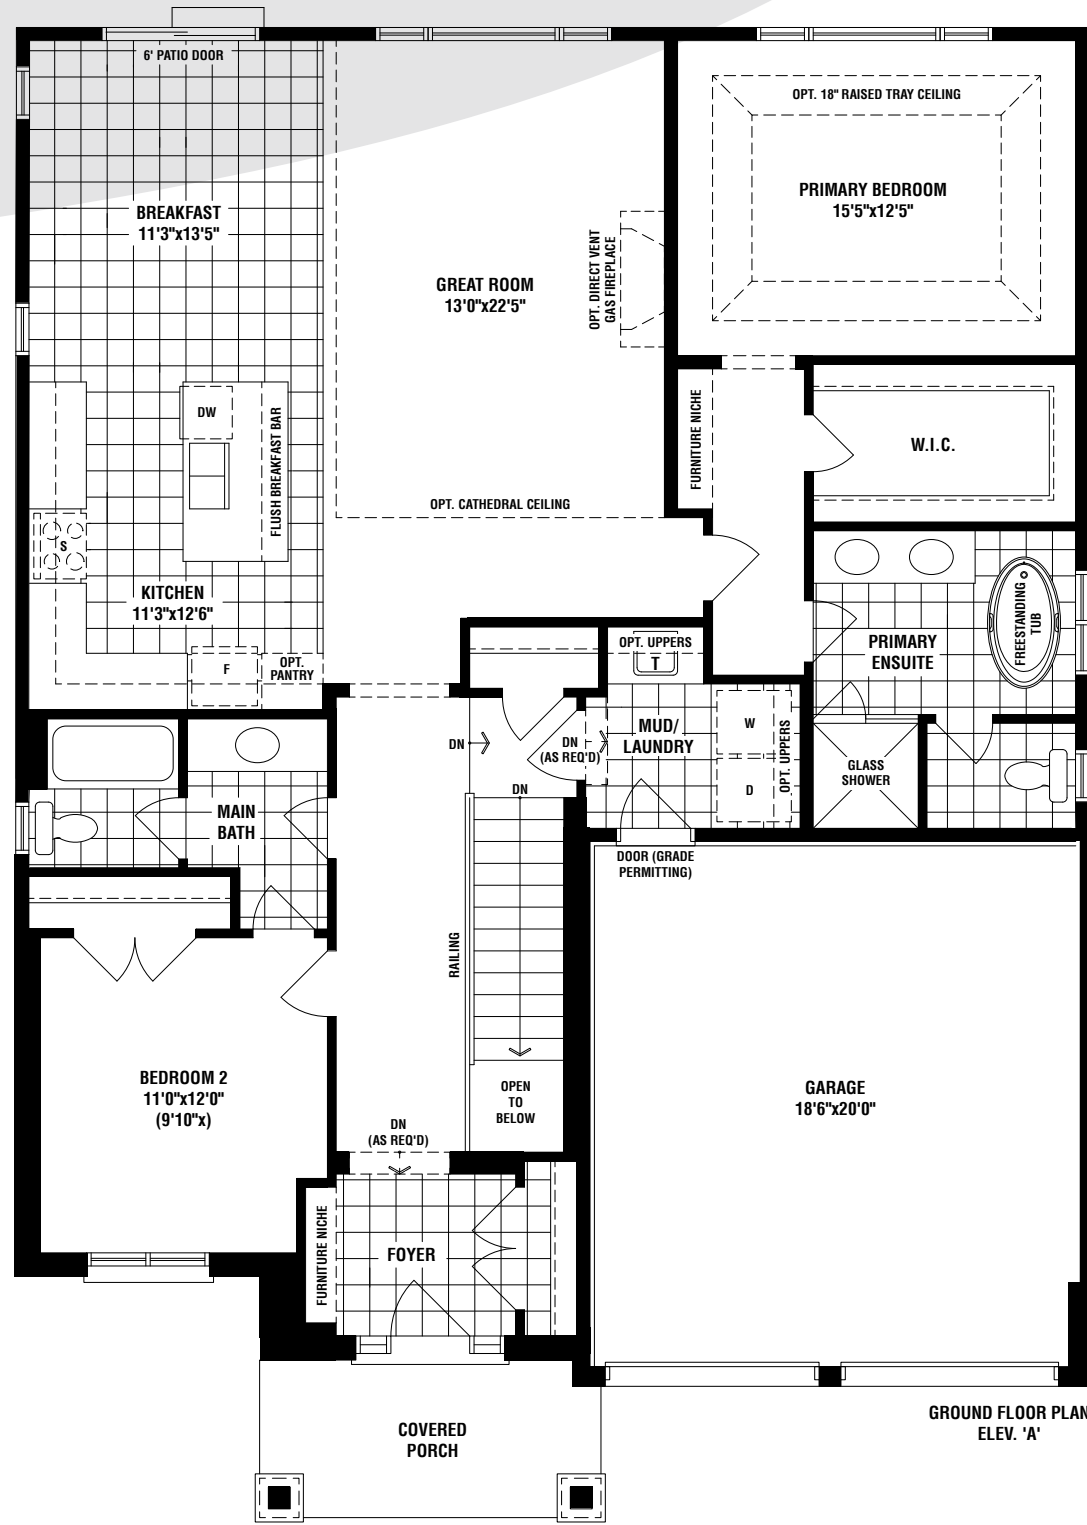 6' PATIO DOOR
OPT. 18" RAISED TRAY CEILING
BREAKFAST
11'3"x13'5"
PRIMARY BEDROOM
15'5"x12'5"
GREAT ROOM
13'0"x22'5"
OPT. DIRECT VENT
GAS FIREPLACE
DW
FLUSH BREAKFAST BAR
FURNITURE NICHE
W.I.C.
OPT. CATHEDRAL CEILING
S
KITCHEN
11'3"x12'6"
F
OPT.
PANTRY
OPT. UPPERS
T
PRIMARY
ENSUITE
FREESTANDING
TUB
DN
DN
(AS REQ'D)
MUD/
LAUNDRY
W
D
OPT. UPPERS
GLASS
SHOWER
DN
MAIN
BATH
DOOR (GRADE
PERMITTING)
RAILING
BEDROOM 2
11'0"x12'0"
(9'10"x)
OPEN
TO
BELOW
GARAGE
18'6"x20'0"
DN
(AS REQ'D)
FURNITURE NICHE
FOYER
COVERED
PORCH
GROUND FLOOR PLAN
ELEV. 'A'